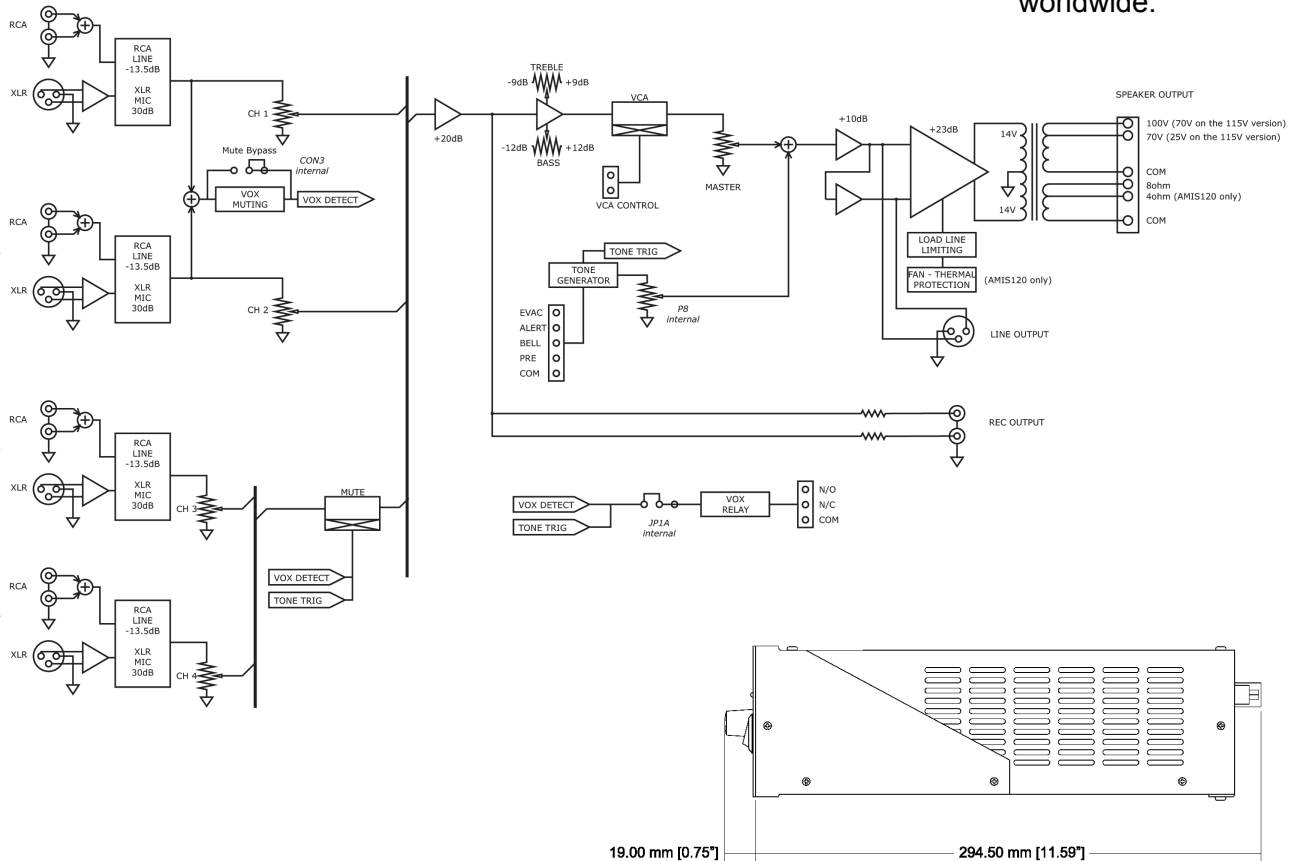 worldwide.
RCA
XLR
RCA
LINE
-13.5dB
XLR
MIC
30dB
CH 1
Mute Bypass
CON3
internal
VOX
MUTING
VOX DETECT
RCA
XLR
RCA
LINE
-13.5dB
XLR
MIC
30dB
CH 2
RCA
XLR
RCA
LINE
-13.5dB
XLR
MIC
30dB
CH 3
RCA
XLR
RCA
LINE
-13.5dB
XLR
MIC
30dB
CH 4
MUTE
VOX DETECT
TONE TRIG
+20dB
TREBLE
-9dB +9dB
-12dB +12dB
BASS
VCA
VCA CONTROL
MASTER
TONE TRIG
TONE
GENERATOR
P8
internal
EVAC
ALERT
BELL
PRE
COM
+10dB
+23dB
14V
14V
LOAD LINE
LIMITING
FAN - THERMAL
PROTECTION
(AMIS120 only)
SPEAKER OUTPUT
100V (70V on the 115V version)
70V (25V on the 115V version)
COM
8ohm
4ohm (AMIS120 only)
COM
LINE OUTPUT
REC OUTPUT
VOX DETECT
TONE TRIG
JP1A
internal
VOX
RELAY
N/O
N/C
COM
19.00 mm [0.75"]
294.50 mm [11.59"]